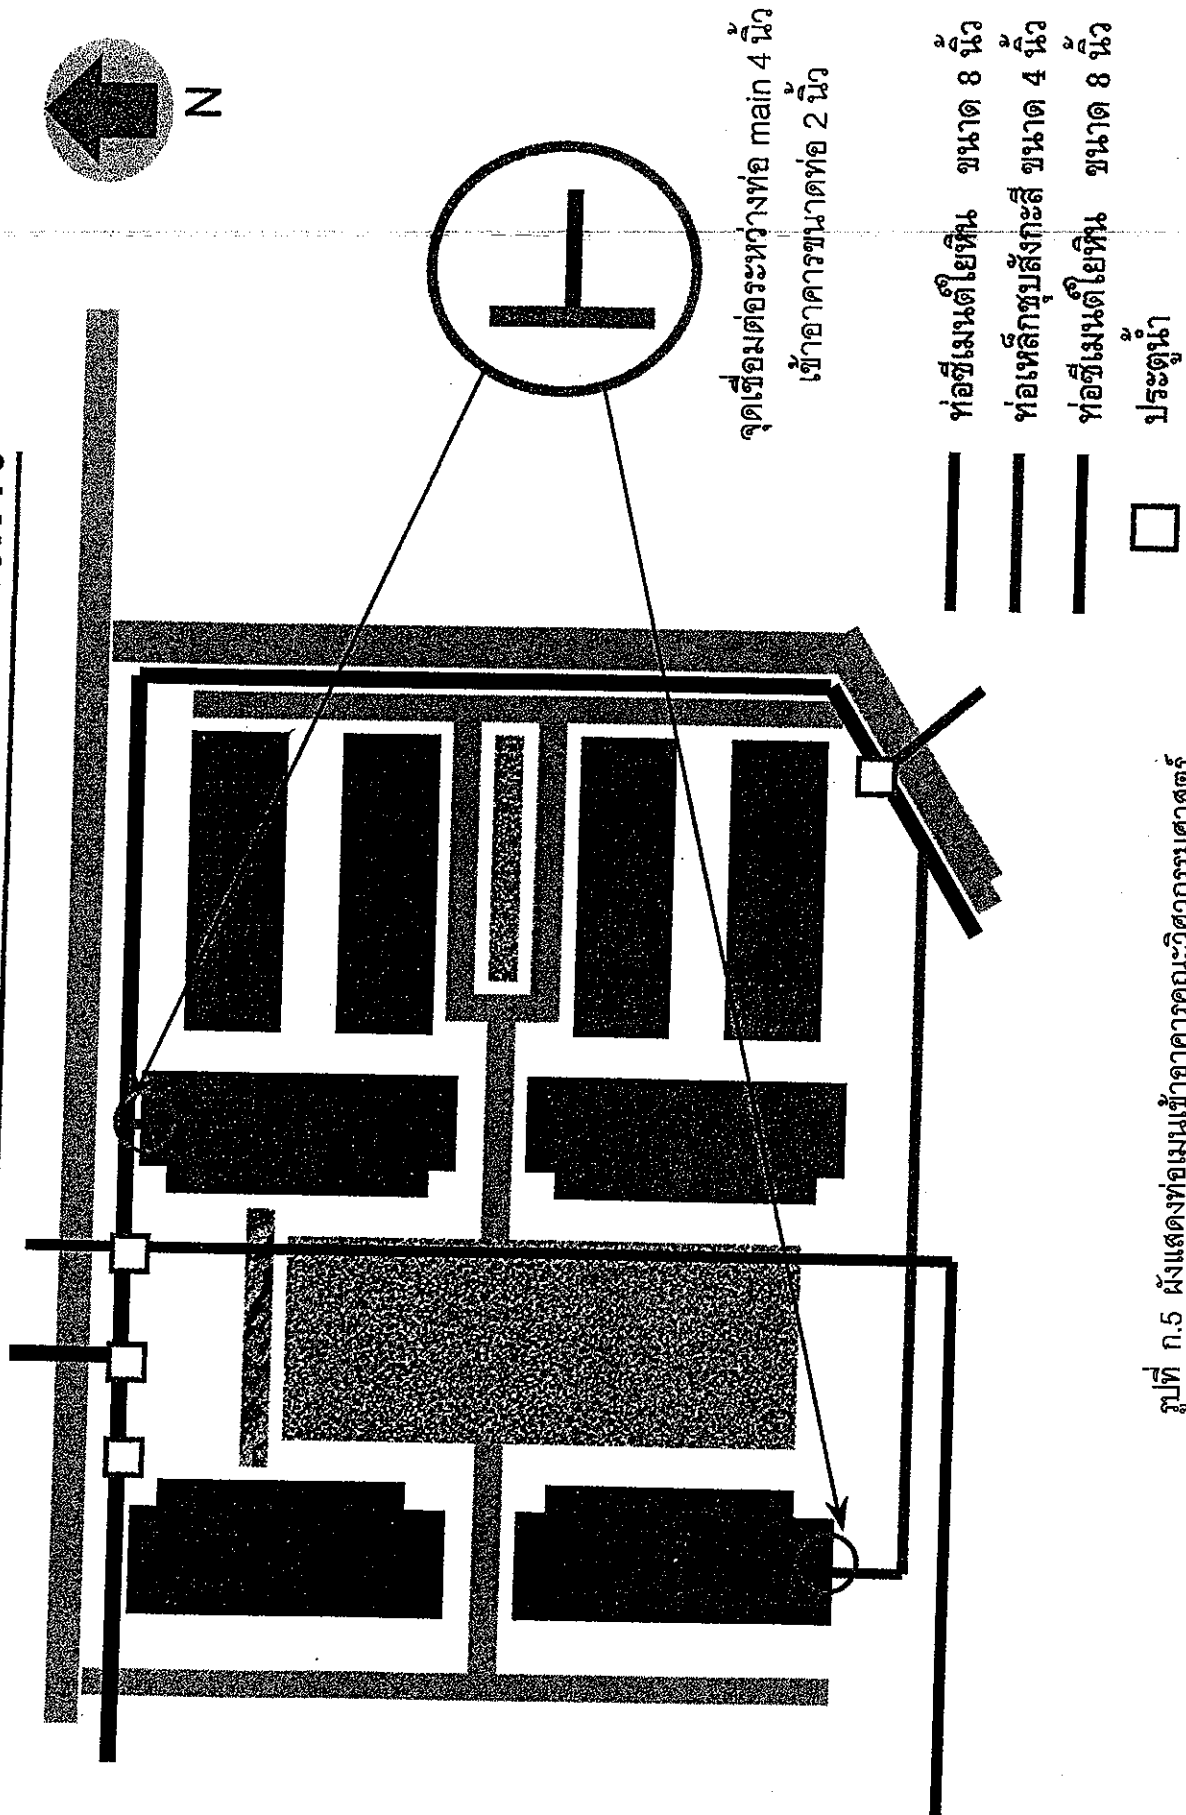 N
จุดเชื่อมต่อระหว่างท่อ main 4 นิ้ว
เข้าอาคารขนาดท่อ 2 นิ้ว
ท่อซีเมนต์ใยหิน ขนาด 8 นิ้ว
ท่อเหล็กชุบสังกะสี ขนาด 4 นิ้ว
ท่อซีเมนต์ใยหิน ขนาด 8 นิ้ว
ประตูน้ำ
รูปที่ ก.5 ผังแสดงท่อเมนเข้าอาคารคณะวิศวกรรมศาสตร์